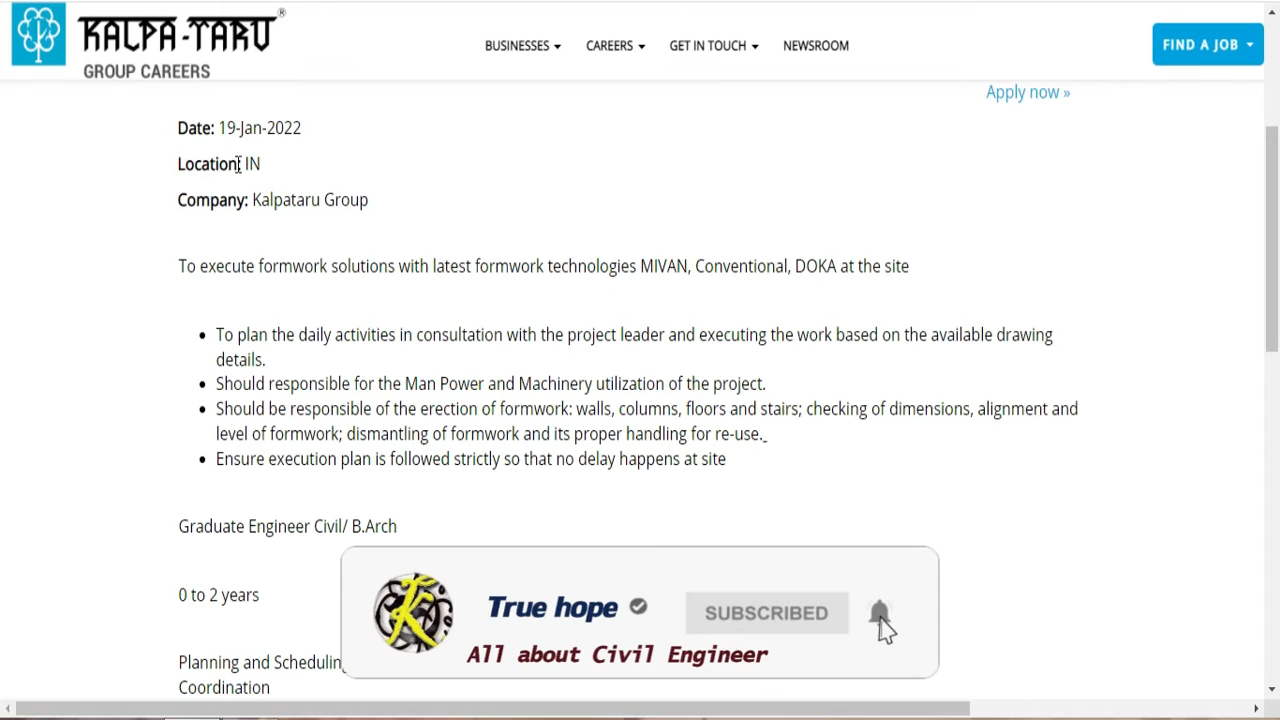 KALPA-TARU®
GROUP CAREERS
BUSINESSES
CAREERS
GET IN TOUCH
NEWSROOM
FIND A JOB
Apply now »
Date: 19-Jan-2022
Location: IN
Company: Kalpataru Group
To execute formwork solutions with latest formwork technologies MIVAN, Conventional, DOKA at the site
• To plan the daily activities in consultation with the project leader and executing the work based on the available drawing
details.
• Should responsible for the Man Power and Machinery utilization of the project.
• Should be responsible of the erection of formwork: walls, columns, floors and stairs; checking of dimensions, alignment and
level of formwork; dismantling of formwork and its proper handling for re-use.
• Ensure execution plan is followed strictly so that no delay happens at site
Graduate Engineer Civil/ B.Arch
0 to 2 years
True hope
SUBSCRIBED
All about Civil Engineer
Planning and Scheduling
Coordination